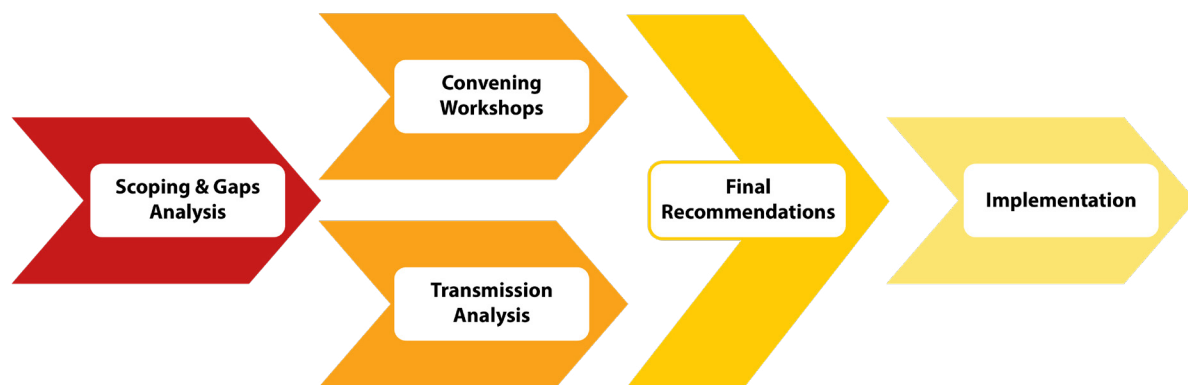 Scoping & Gaps
Analysis
Convening
Workshops
Transmission
Analysis
Final
Recommendations
Implementation